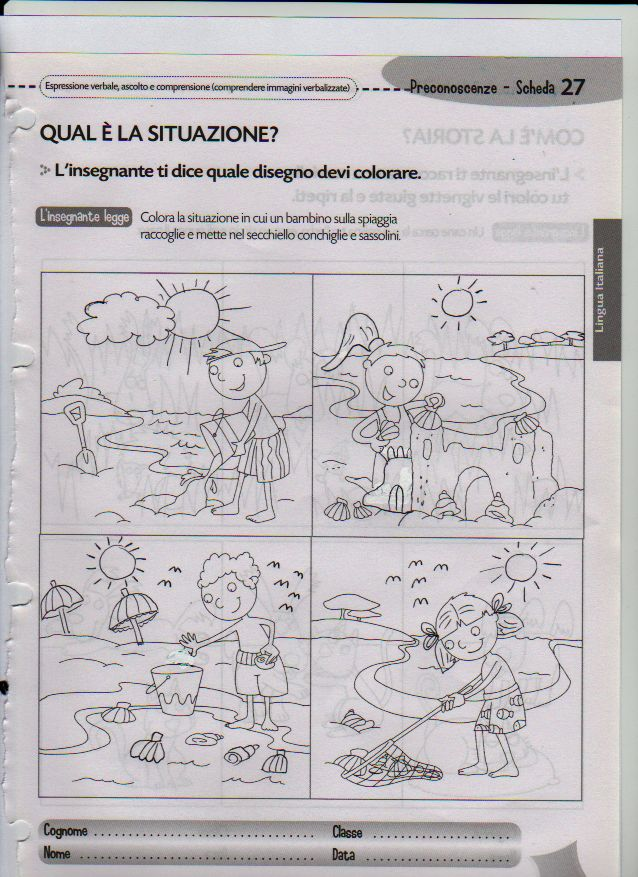 Espressione verbale, ascolto e comprensione (comprendere immagini verbalizzate)
Preconoscenze - Scheda 27
QUAL È LA SITUAZIONE?
L'insegnante ti dice quale disegno devi colorare.
L'insegnante legge Colora la situazione in cui un bambino sulla spiaggia
raccoglie e mette nel secchiello conchiglie e sassolini.
Lingua Italiana
Cognome ................................ Classe ....................
Nome ................................ Data ....................